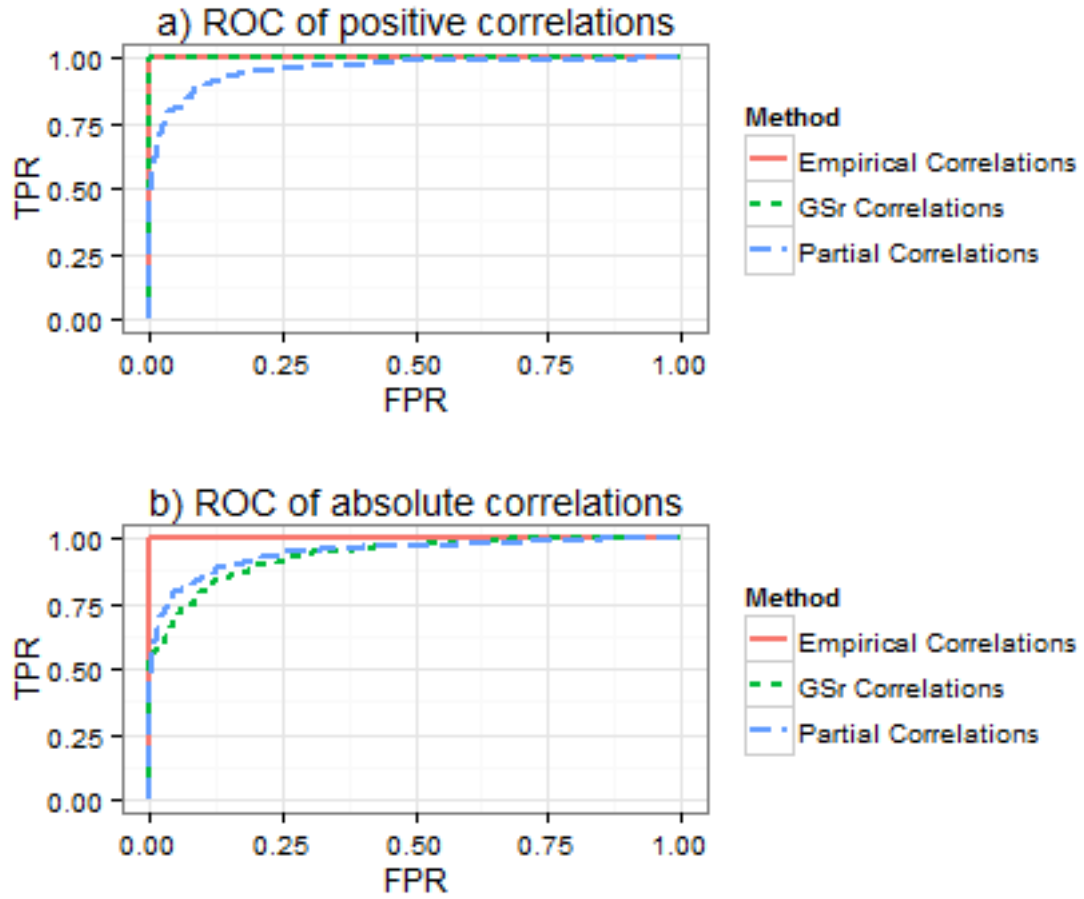 a) ROC of positive correlations
1.00
0.75
0.50
0.25
0.00
TPR
0.00 0.25 0.50 0.75 1.00
FPR
Method
Empirical Correlations
GSr Correlations
Partial Correlations
b) ROC of absolute correlations
1.00
0.75
0.50
0.25
0.00
TPR
0.00 0.25 0.50 0.75 1.00
FPR
Method
Empirical Correlations
GSr Correlations
Partial Correlations